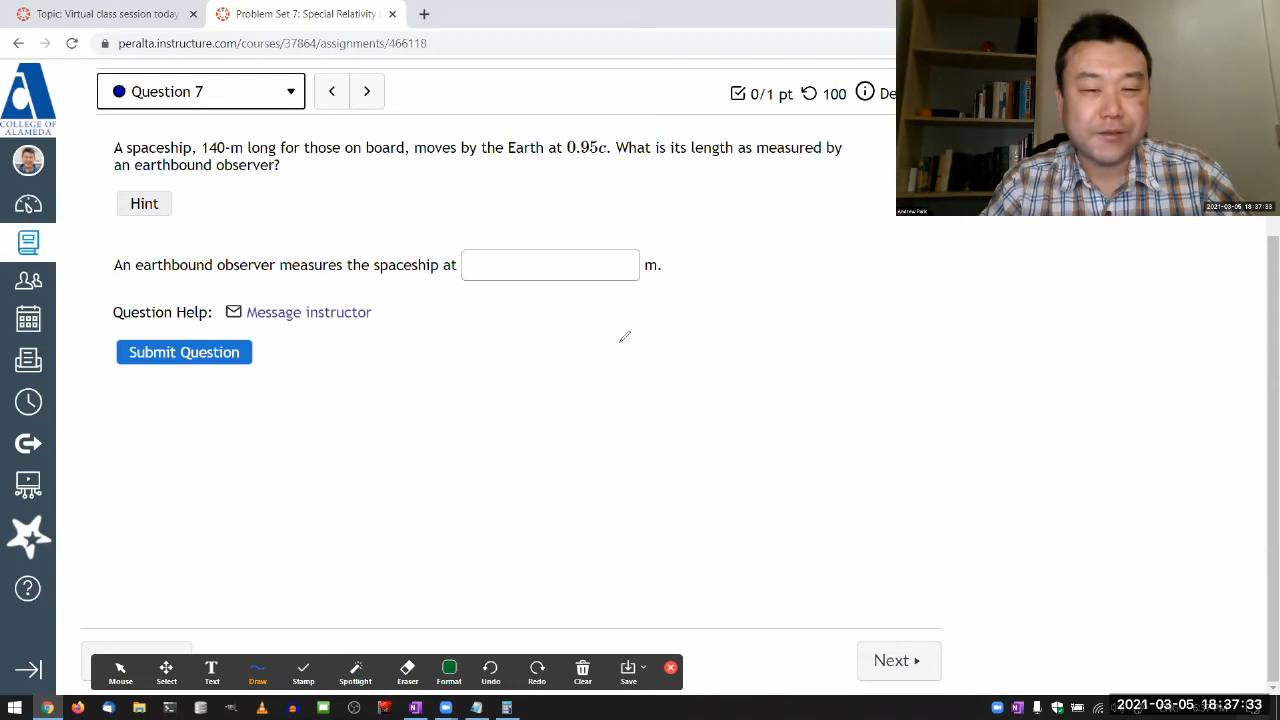 Topic: Virtual class session today
Problem Set 7: Special Relativity
peralta.instructure.com/courses/37864/assignments/466118
COLLEGE OF
ALAMEDA
Question 7
0/1 pt
100
De
A spaceship, 140-m long for those on board, moves by the Earth at 0.95c. What is its length as measured by
an earthbound observer?
Hint
An earthbound observer measures the spaceship at
m.
Question Help:
Message instructor
Submit Question
Next
Mouse
Select
Text
Draw
Stamp
Spotlight
Eraser
Format
Undo
Redo
Clear
Save
Andrew Park
2021-03-05 18:37:33
2021-03-05 18:37:33